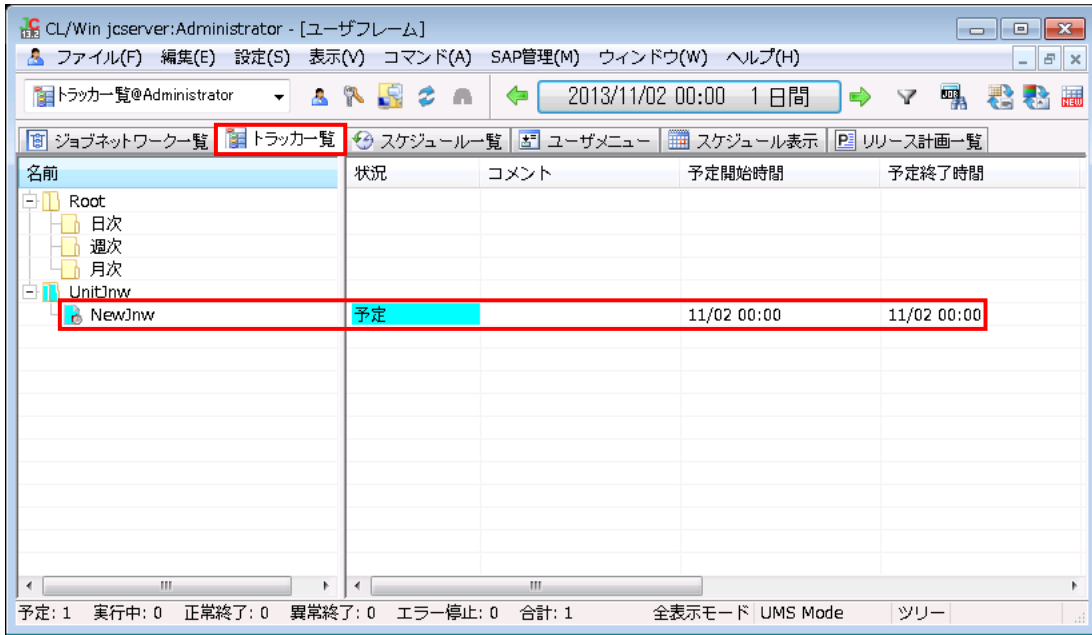 CL/Win jcserver:Administrator - [ユーザフレーム]
ファイル(F) 編集(E) 設定(S) 表示(V) コマンド(A) SAP管理(M) ウィンドウ(W) ヘルプ(H)
トラッカ一覧@Administrator 2013/11/02 00:00 1 日間 JOB NEW
ジョブネットワーク一覧 トラッカ一覧 スケジュール一覧 ユーザメニュー スケジュール表示 リリース計画一覧
名前 状況 コメント 予定開始時間 予定終了時間
Root
日次
週次
月次
UnitJnw
NewJnw 予定 11/02 00:00 11/02 00:00
予定: 1 実行中: 0 正常終了: 0 異常終了: 0 エラー停止: 0 合計: 1 全表示モード UMS Mode ツリー